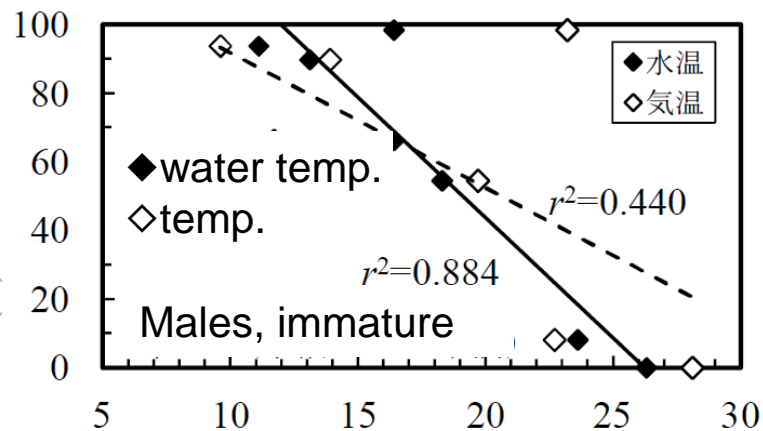 100
80
60
40
20
0
◆水温
◇気温
◆water temp.
◇temp.
r²=0.440
r²=0.884
Males, immature
5 10 15 20 25 30